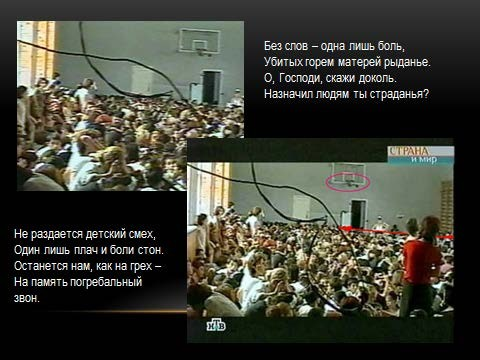 Без слов – одна лишь боль,
Убитых горем матерей рыданье.
О, Господи, скажи доколь.
Назначил людям ты страданья?
СТРАНА
и МИР
Не раздается детский смех,
Один лишь плач и боли стон.
Останется нам, как на грех –
На память погребальный
звон.
НТВ